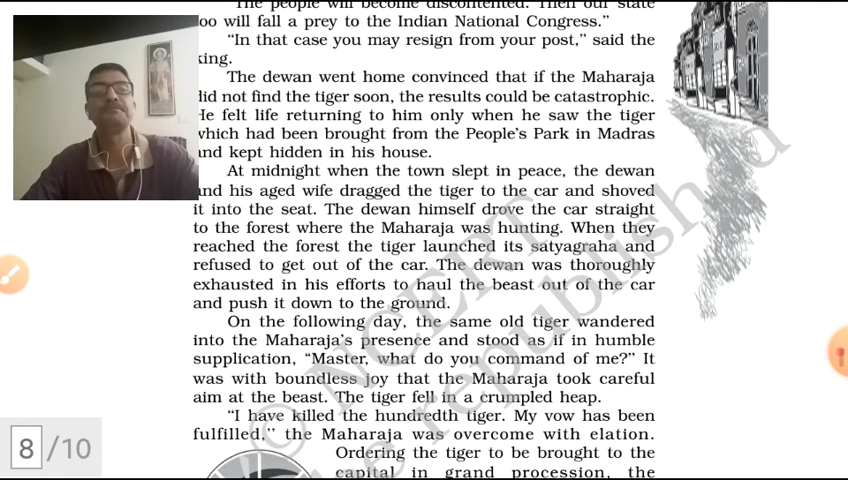 "The people will become discontented. Then our state
too will fall a prey to the Indian National Congress."
"In that case you may resign from your post," said the
king.
The dewan went home convinced that if the Maharaja
did not find the tiger soon, the results could be catastrophic.
He felt life returning to him only when he saw the tiger
which had been brought from the People's Park in Madras
and kept hidden in his house.
At midnight when the town slept in peace, the dewan
and his aged wife dragged the tiger to the car and shoved
it into the seat. The dewan himself drove the car straight
to the forest where the Maharaja was hunting. When they
reached the forest the tiger launched its satyagraha and
refused to get out of the car. The dewan was thoroughly
exhausted in his efforts to haul the beast out of the car
and push it down to the ground.
On the following day, the same old tiger wandered
into the Maharaja's presence and stood as if in humble
supplication, "Master, what do you command of me?" It
was with boundless joy that the Maharaja took careful
aim at the beast. The tiger fell in a crumpled heap.
"I have killed the hundredth tiger. My vow has been
fulfilled," the Maharaja was overcome with elation.
Ordering the tiger to be brought to the
capital in grand procession, the
8/10
© NCERT
be republished